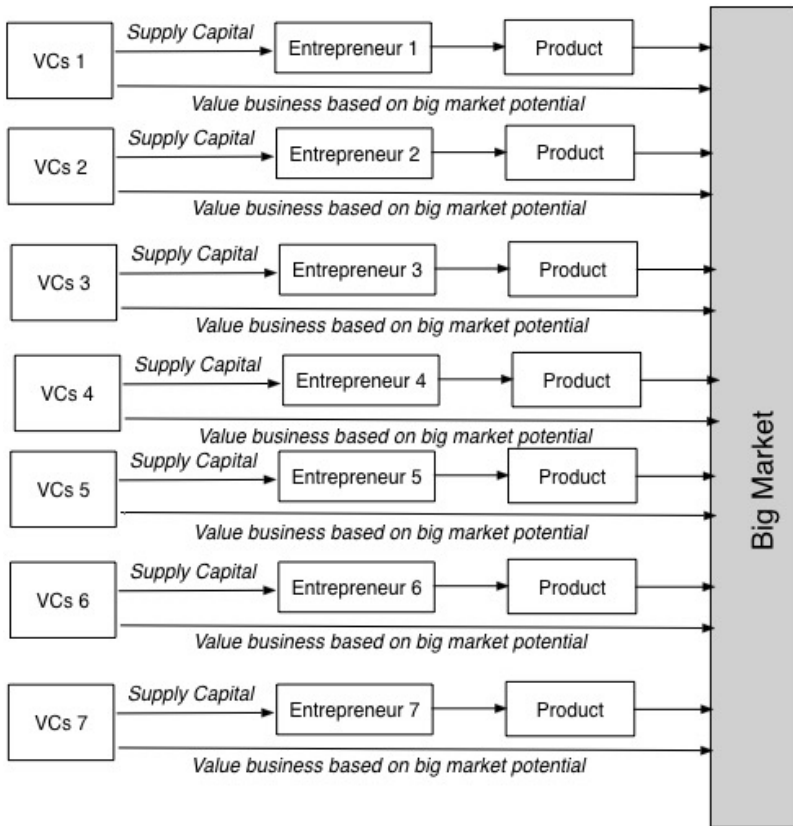 Supply Capital
VCs 1
Entrepreneur 1
Product
Value business based on big market potential
Supply Capital
VCs 2
Entrepreneur 2
Product
Value business based on big market potential
Supply Capital
VCs 3
Entrepreneur 3
Product
Value business based on big market potential
Supply Capital
VCs 4
Entrepreneur 4
Product
Value business based on big market potential
Supply Capital
VCs 5
Entrepreneur 5
Product
Value business based on big market potential
Supply Capital
VCs 6
Entrepreneur 6
Product
Value business based on big market potential
Supply Capital
VCs 7
Entrepreneur 7
Product
Value business based on big market potential
Big Market